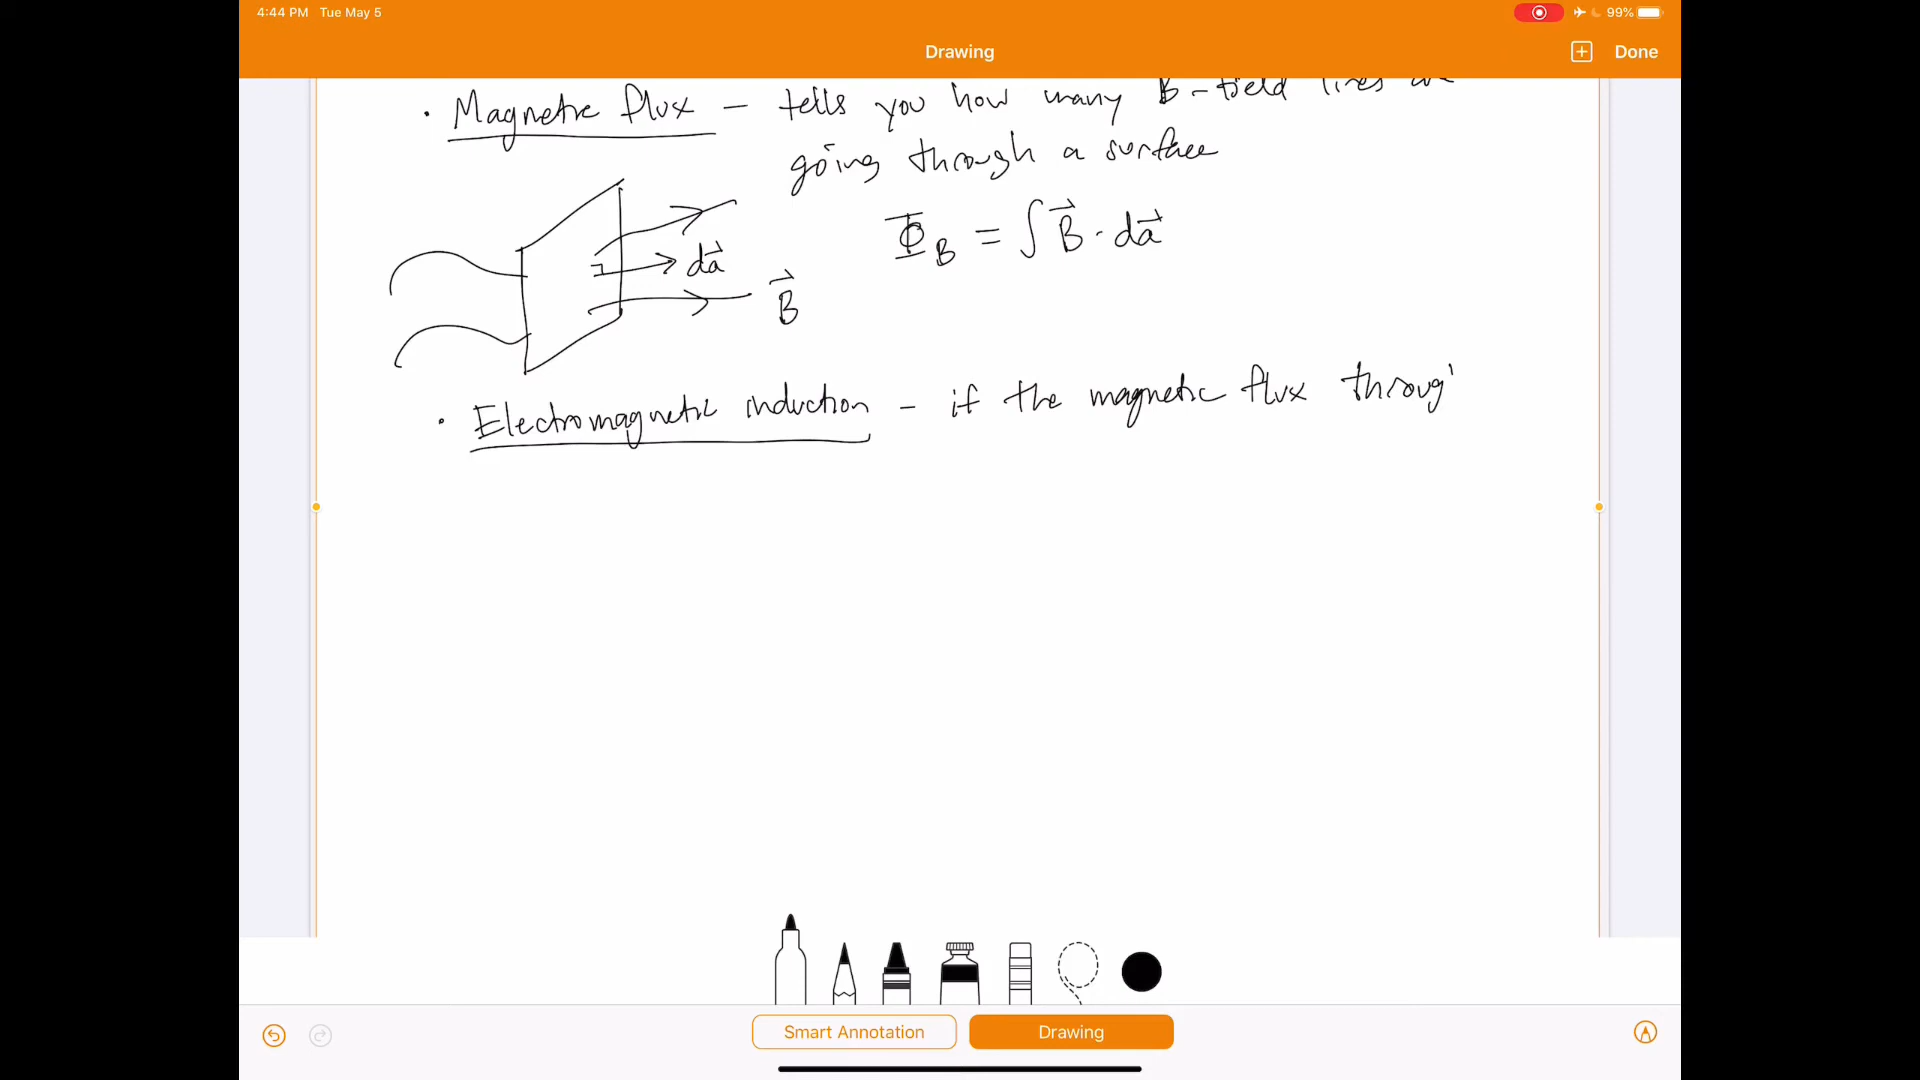 4:44 PM Tue May 5
99%
Drawing
Done
· Magnetic flux — tells you how many B-field lines are
going through a surface
Φ_B = ∫ B⃗ · da⃗
da⃗
B⃗
· Electromagnetic induction – if the magnetic flux throug
Smart Annotation
Drawing